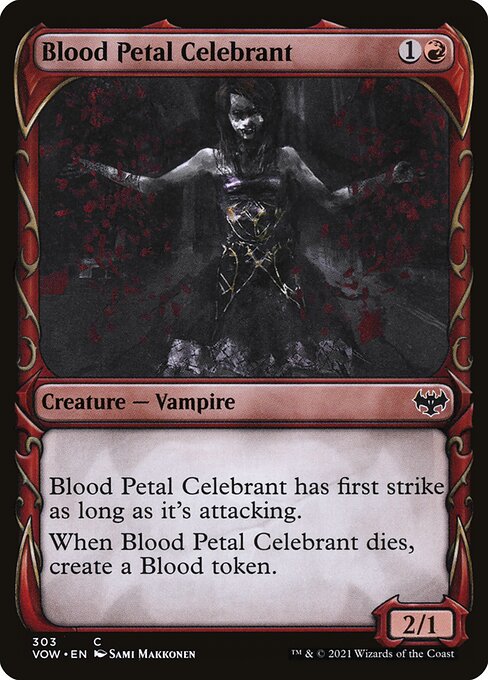 Blood Petal Celebrant 1
Creature — Vampire
Blood Petal Celebrant has first strike
as long as it's attacking.
When Blood Petal Celebrant dies,
create a Blood token.
2/1
303 C
VOW • EN Sami Makkonen
™ & © 2021 Wizards of the Coast